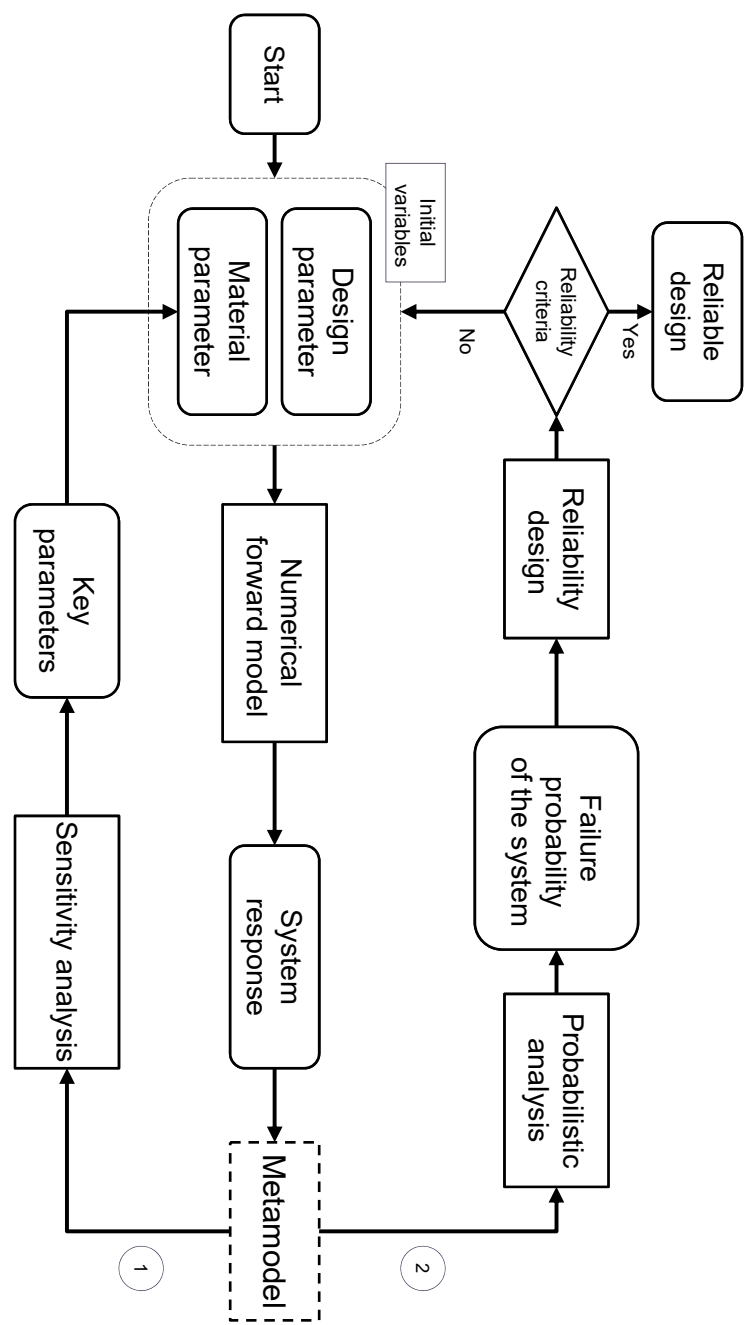 Reliable
design
Yes
Reliability
criteria
Reliability
design
Failure
probability
of the system
Probabilistic
analysis
No
Initial
variables
2
Start
Design
parameter
Material
parameter
Numerical
forward model
System
response
Metamodel
1
Key
parameters
Sensitivity analysis